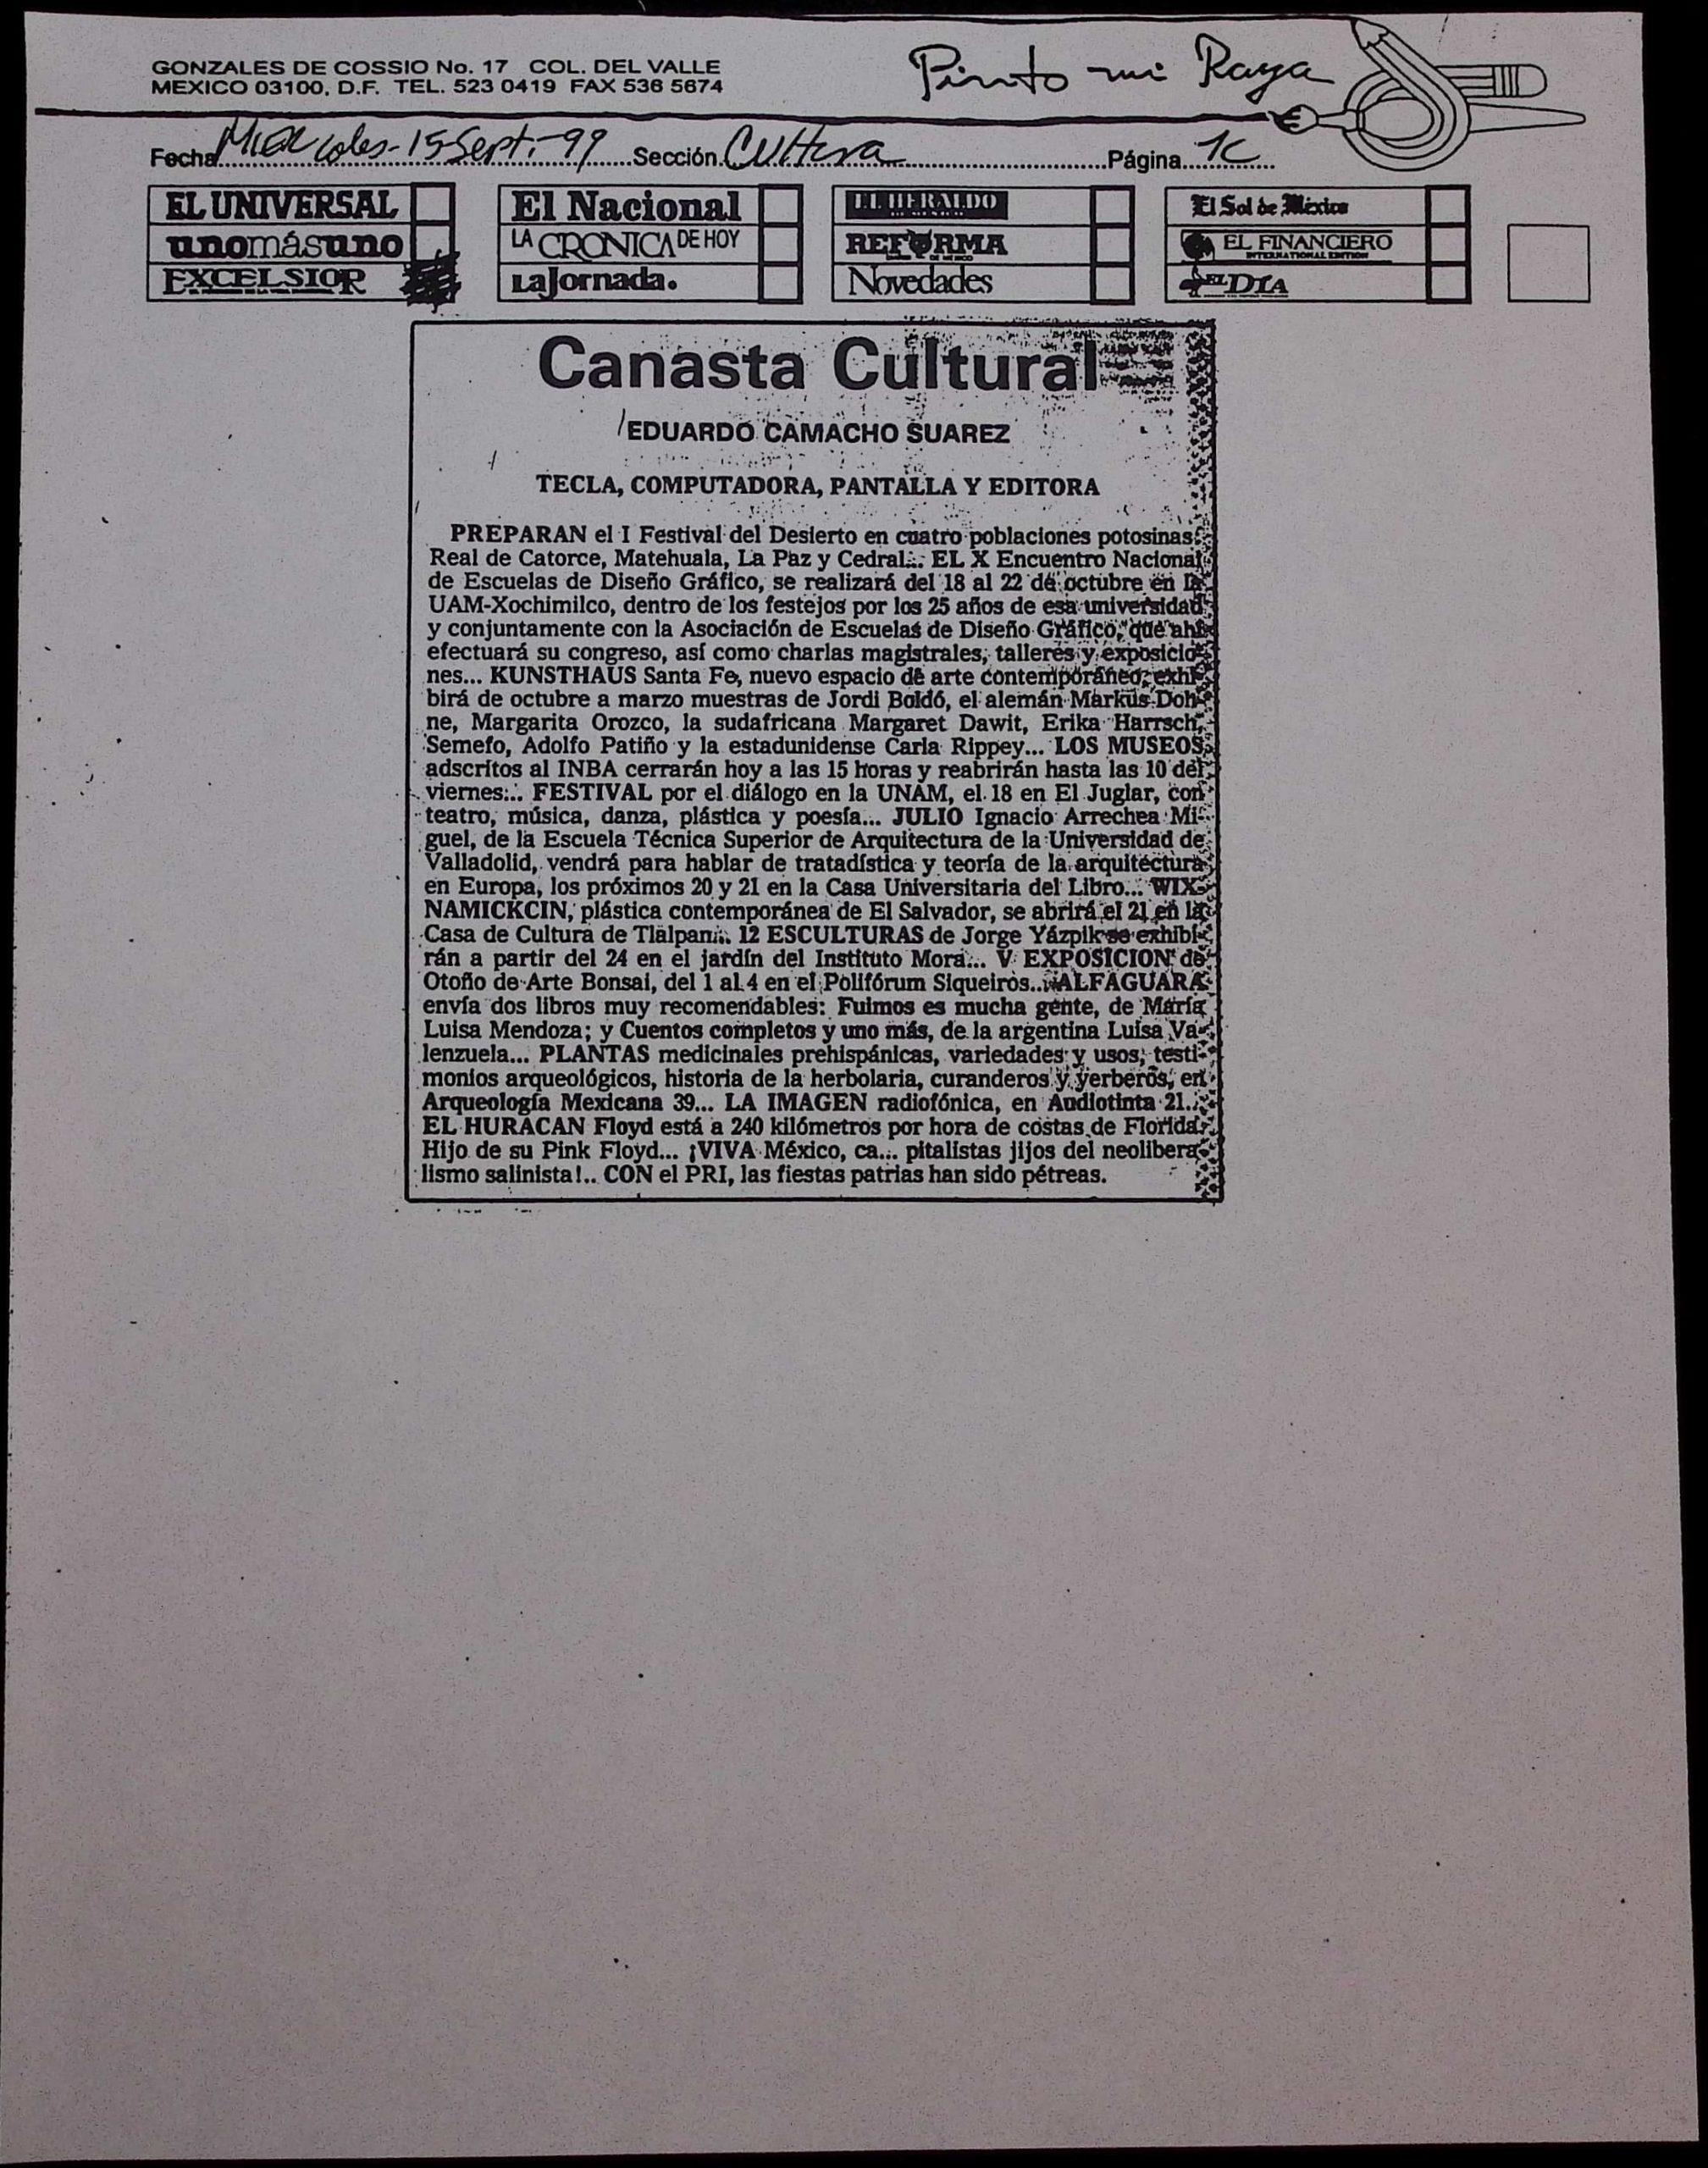 GONZALES DE COSSIO No. 17 COL. DEL VALLE
MEXICO 03100, D.F. TEL. 523 0419 FAX 536 5674
Pinto mi Raya
Fecha Miercoles-15-Sept.-99 Sección Cultura Página 1C
EL UNIVERSAL
unomásuno
EXCELSIOR
El Nacional
LA CRONICA DE HOY
LaJornada.
EL HERALDO
REFORMA
Novedades
El Sol de México
EL FINANCIERO
INTERNATIONAL EDITION
EL DIA
Canasta Cultural
EDUARDO CAMACHO SUAREZ
TECLA, COMPUTADORA, PANTALLA Y EDITORA
PREPARAN el I Festival del Desierto en cuatro poblaciones potosinas:
Real de Catorce, Matehuala, La Paz y Cedral... EL X Encuentro Nacional
de Escuelas de Diseño Gráfico, se realizará del 18 al 22 de octubre en la
UAM-Xochimilco, dentro de los festejos por los 25 años de esa universidad
y conjuntamente con la Asociación de Escuelas de Diseño Gráfico, que ahí
efectuará su congreso, así como charlas magistrales, talleres y exposicio-
nes... KUNSTHAUS Santa Fe, nuevo espacio de arte contemporáneo, exhi-
birá de octubre a marzo muestras de Jordi Boldó, el alemán Markus Doh-
ne, Margarita Orozco, la sudafricana Margaret Dawit, Erika Harrsch,
Semefo, Adolfo Patiño y la estadunidense Carla Rippey... LOS MUSEOS
adscritos al INBA cerrarán hoy a las 15 horas y reabrirán hasta las 10 del
viernes... FESTIVAL por el diálogo en la UNAM, el 18 en El Juglar, con
teatro, música, danza, plástica y poesía... JULIO Ignacio Arrechea Mi-
guel, de la Escuela Técnica Superior de Arquitectura de la Universidad de
Valladolid, vendrá para hablar de tratadística y teoría de la arquitectura
en Europa, los próximos 20 y 21 en la Casa Universitaria del Libro... WIX-
NAMICKCIN, plástica contemporánea de El Salvador, se abrirá el 21 en la
Casa de Cultura de Tlalpan... 12 ESCULTURAS de Jorge Yázpik se exhibi-
rán a partir del 24 en el jardín del Instituto Mora... V EXPOSICION de
Otoño de Arte Bonsai, del 1 al 4 en el Polifórum Siqueiros... ALFAGUARA
envía dos libros muy recomendables: Fuimos es mucha gente, de María
Luisa Mendoza; y Cuentos completos y uno más, de la argentina Luisa Va-
lenzuela... PLANTAS medicinales prehispánicas, variedades y usos, testi-
monios arqueológicos, historia de la herbolaria, curanderos y yerberos, en
Arqueología Mexicana 39... LA IMAGEN radiofónica, en Audiotinta 21...
EL HURACAN Floyd está a 240 kilómetros por hora de costas de Florida.
Hijo de su Pink Floyd... ¡VIVA México, ca... pitalistas jijos del neolibera-
lismo salinista!.. CON el PRI, las fiestas patrias han sido pétreas.